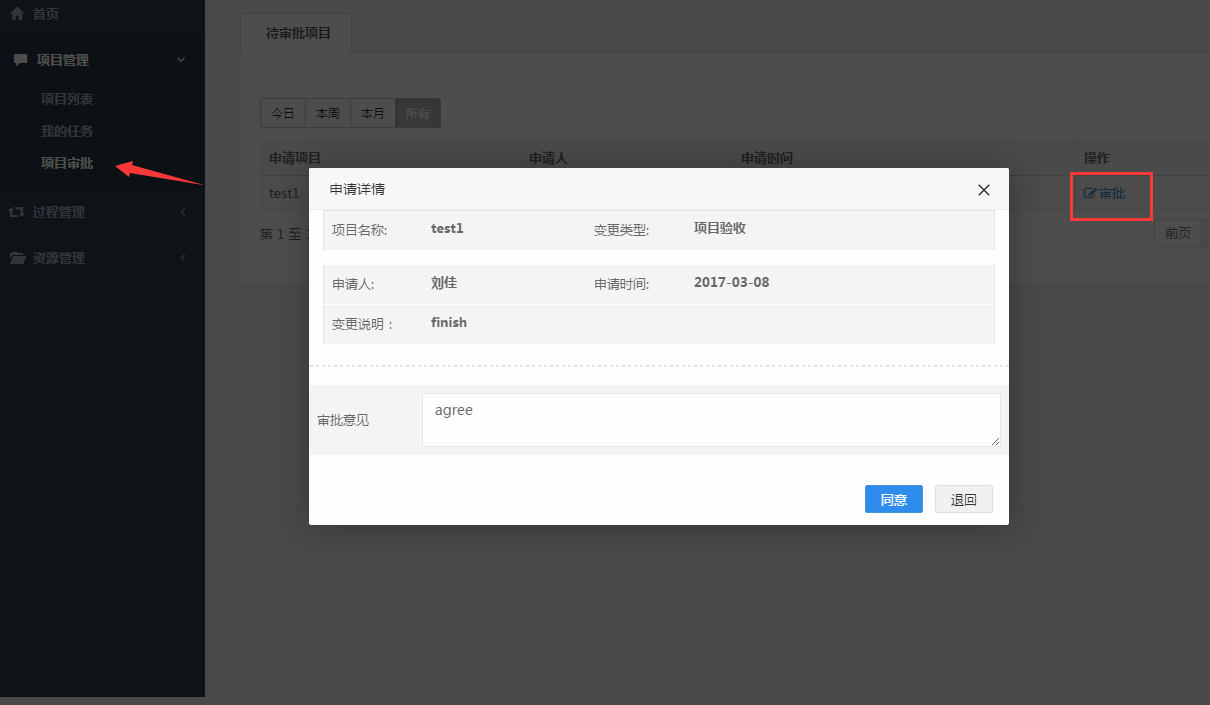 首页
项目管理
项目列表
我的任务
项目审批
过程管理
资源管理
待审批项目
今日 本周 本月 所有
申请项目 申请人 申请时间 操作
test1 审批
第 1 至
前页
申请详情
项目名称: test1 变更类型: 项目验收
申请人: 刘佳 申请时间: 2017-03-08
变更说明： finish
审批意见 agree
同意 退回